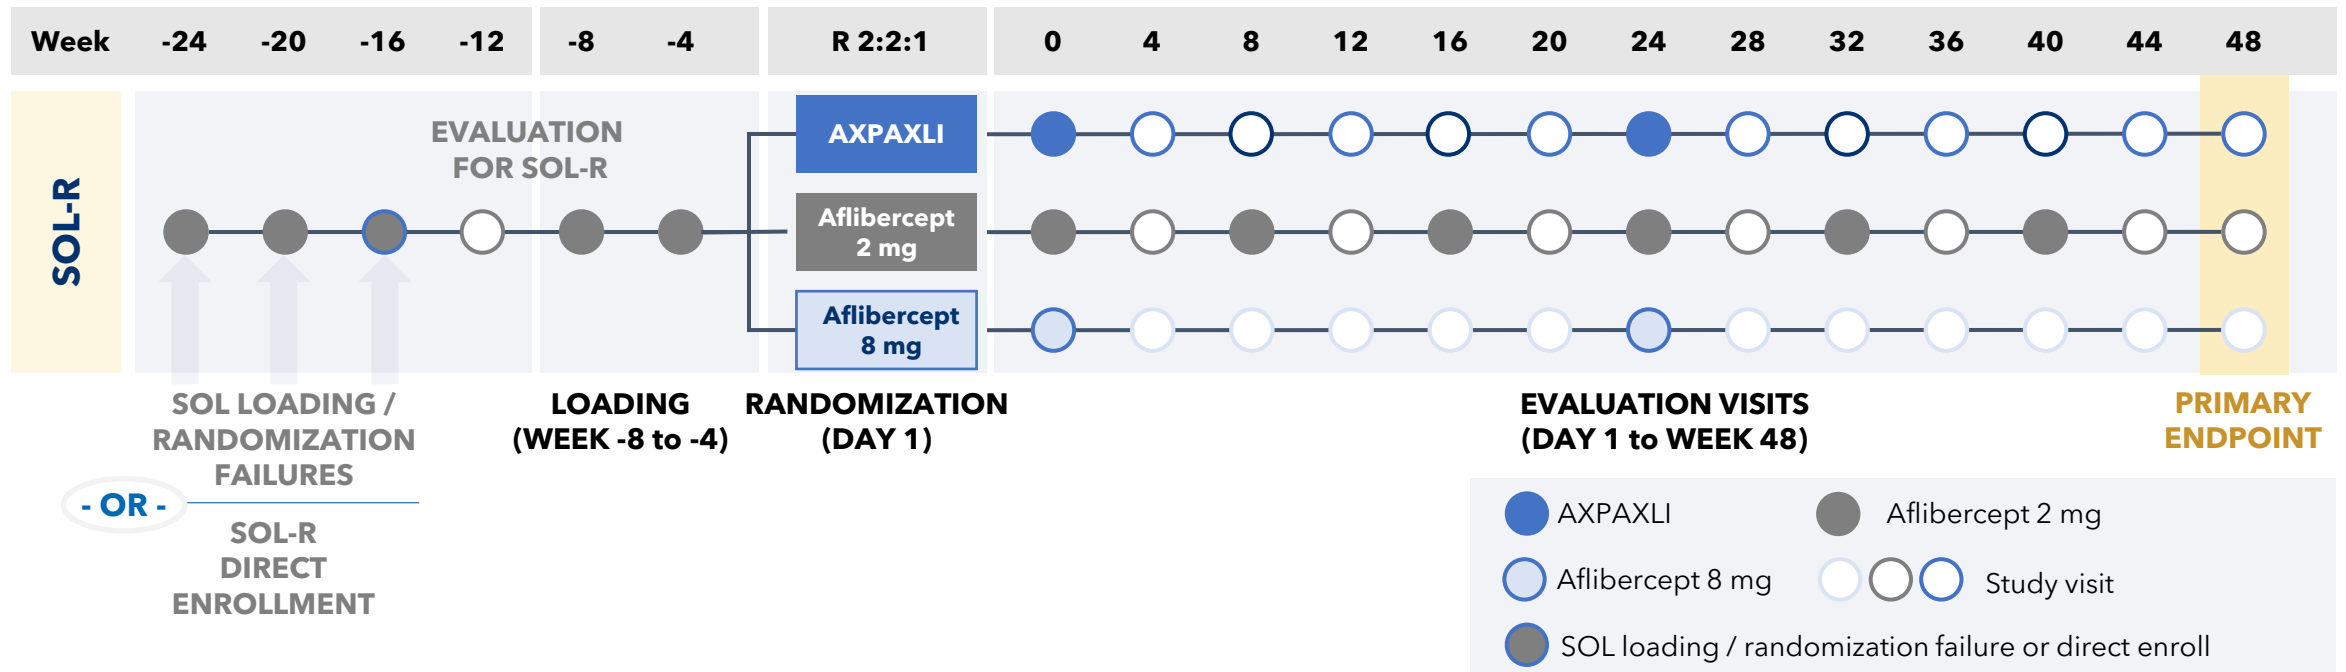 Week -24 -20 -16 -12 -8 -4 R 2:2:1 0 4 8 12 16 20 24 28 32 36 40 44 48
SOL-R
EVALUATION
FOR SOL-R
AXPAXLI
Aflibercept
2 mg
Aflibercept
8 mg
SOL LOADING /
RANDOMIZATION
FAILURES
- OR -
SOL-R
DIRECT
ENROLLMENT
LOADING
(WEEK -8 to -4)
RANDOMIZATION
(DAY 1)
EVALUATION VISITS
(DAY 1 to WEEK 48)
PRIMARY
ENDPOINT
AXPAXLI
Aflibercept 2 mg
Aflibercept 8 mg
Study visit
SOL loading / randomization failure or direct enroll